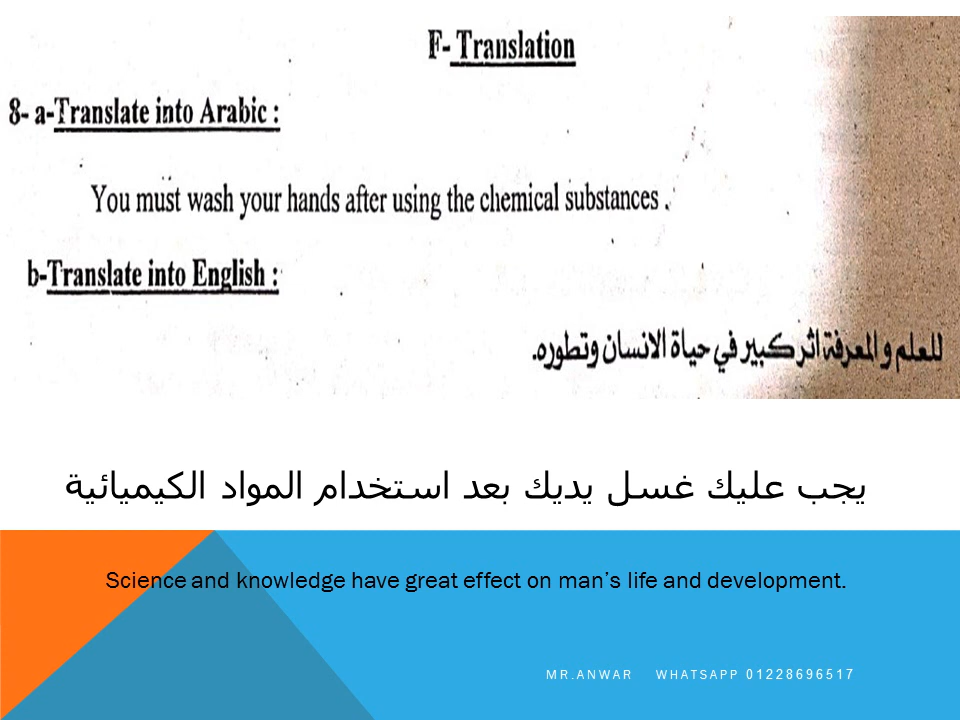 F- Translation
8- a-Translate into Arabic :
You must wash your hands after using the chemical substances .
b-Translate into English :
للعلم و المعرفة اثر كبير في حياة الانسان وتطوره.
يجب عليك غسل يديك بعد استخدام المواد الكيميائية
Science and knowledge have great effect on man’s life and development.
MR.ANWAR WHATSAPP 01228696517